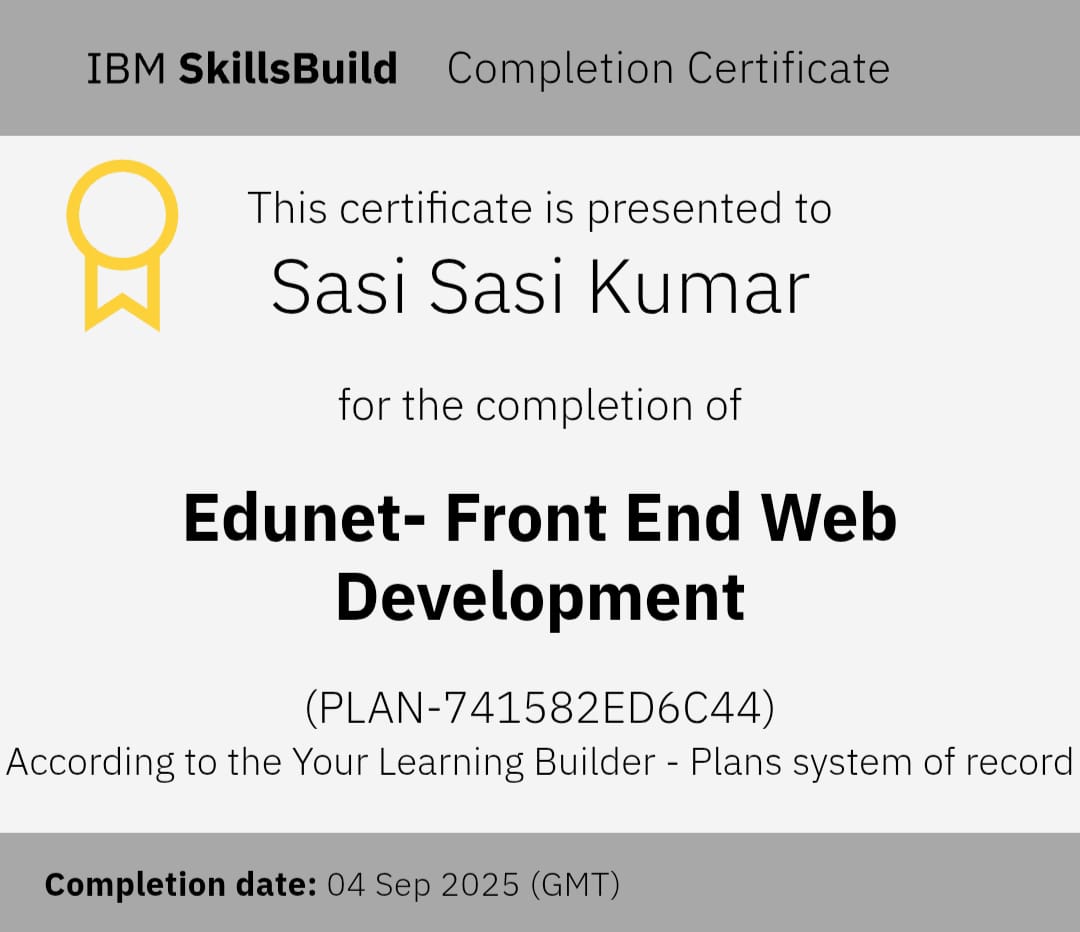 IBM SkillsBuild Completion Certificate
This certificate is presented to
Sasi Sasi Kumar
for the completion of
Edunet- Front End Web
Development
(PLAN-741582ED6C44)
According to the Your Learning Builder - Plans system of record
Completion date: 04 Sep 2025 (GMT)